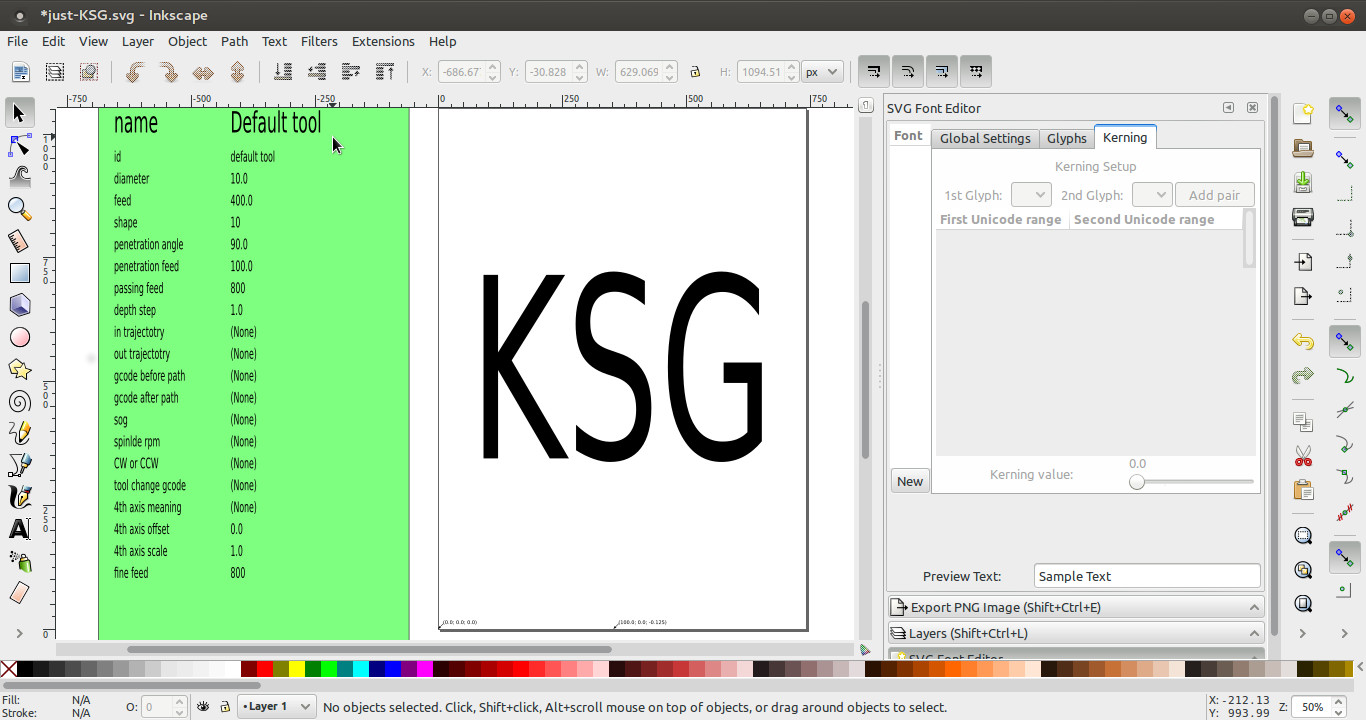 *just-KSG.svg - Inkscape
File Edit View Layer Object Path Text Filters Extensions Help
X: -686.67 Y: -30.828 W: 629.069 H: 1094.51 px
-750 -500 -250 0 250 500 750
SVG Font Editor
Font Global Settings Glyphs Kerning
Kerning Setup
1st Glyph: 2nd Glyph: Add pair
First Unicode range Second Unicode range
New
Kerning value: 0.0
Preview Text: Sample Text
Export PNG Image (Shift+Ctrl+E)
Layers (Shift+Ctrl+L)
SVG Font Editor
1000
750
500
250
0
name Default tool
id default tool
diameter 10.0
feed 400.0
shape 10
penetration angle 90.0
penetration feed 100.0
passing feed 800
depth step 1.0
in trajectotry (None)
out trajectotry (None)
gcode before path (None)
gcode after path (None)
sog (None)
spinlde rpm (None)
CW or CCW (None)
tool change gcode (None)
4th axis meaning (None)
4th axis offset 0.0
4th axis scale 1.0
fine feed 800
KSG
(0.0; 0.0; 0.0) (100.0; 0.0; -0.125)
Fill: N/A
Stroke: N/A
O: 0
•Layer 1
No objects selected. Click, Shift+click, Alt+scroll mouse on top of objects, or drag around objects to select.
X: -212.13
Y: 993.99
Z: 50%